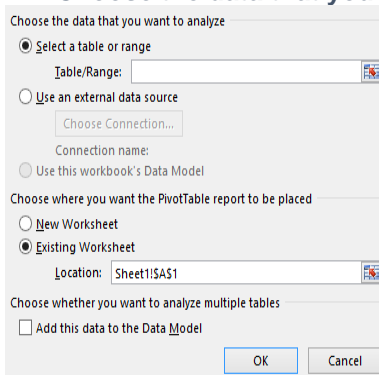 Choose the data that you want to analyze
Select a table or range
Table/Range:
Use an external data source
Choose Connection...
Connection name:
Use this workbook's Data Model
Choose where you want the PivotTable report to be placed
New Worksheet
Existing Worksheet
Location: Sheet1!$A$1
Choose whether you want to analyze multiple tables
Add this data to the Data Model
OK Cancel